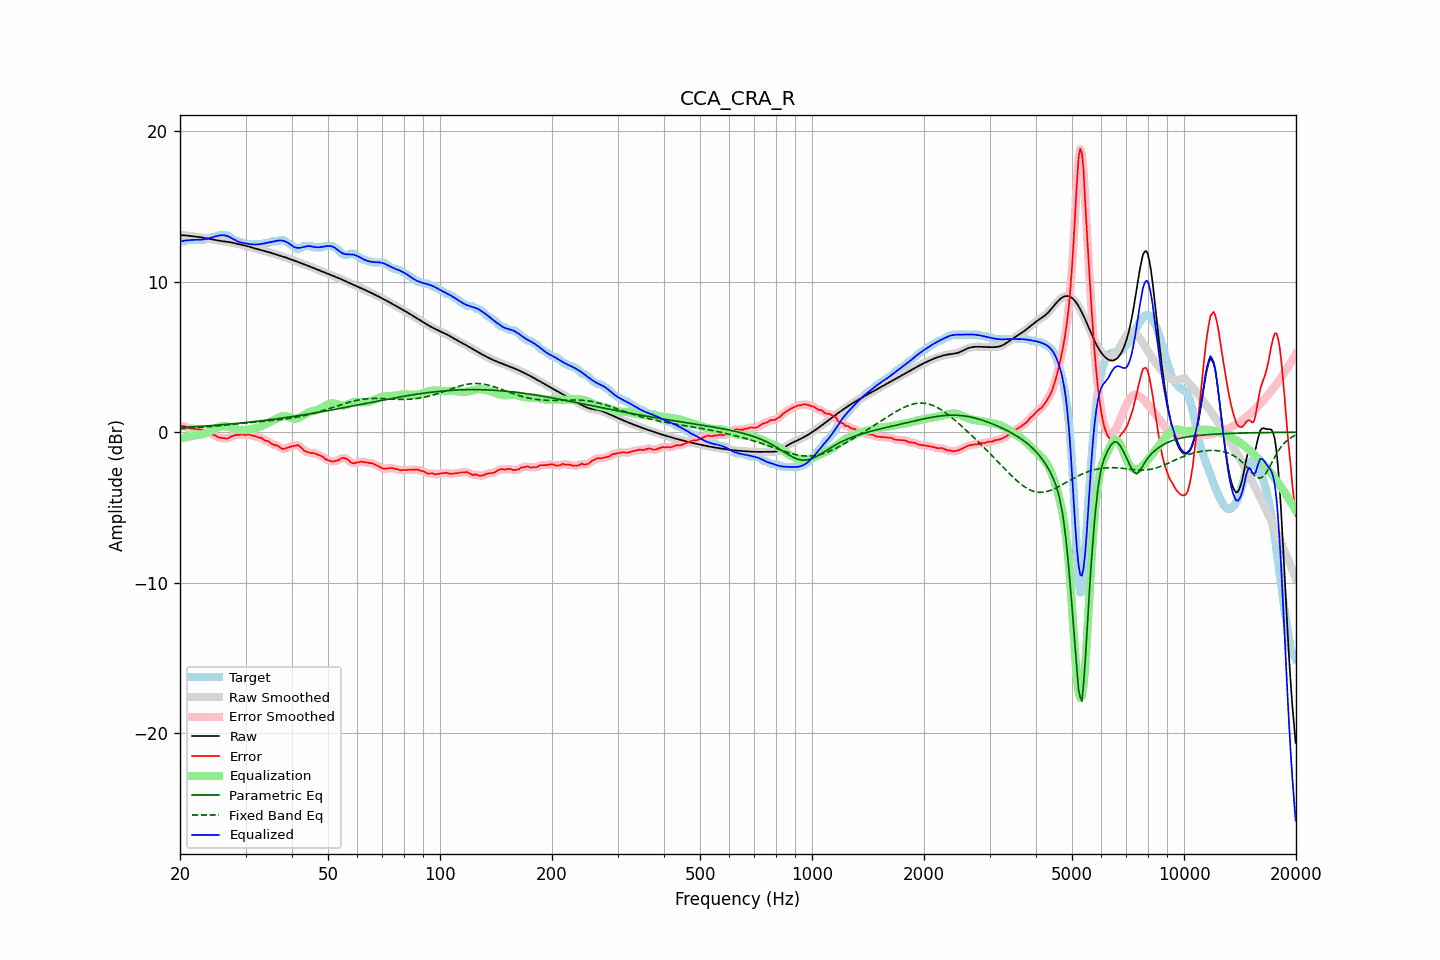 CCA_CRA_R
20
10
0
−10
−20
Amplitude (dBr)
Target
Raw Smoothed
Error Smoothed
Raw
Error
Equalization
Parametric Eq
Fixed Band Eq
Equalized
20 50 100 200 500 1000 2000 5000 10000 20000
Frequency (Hz)